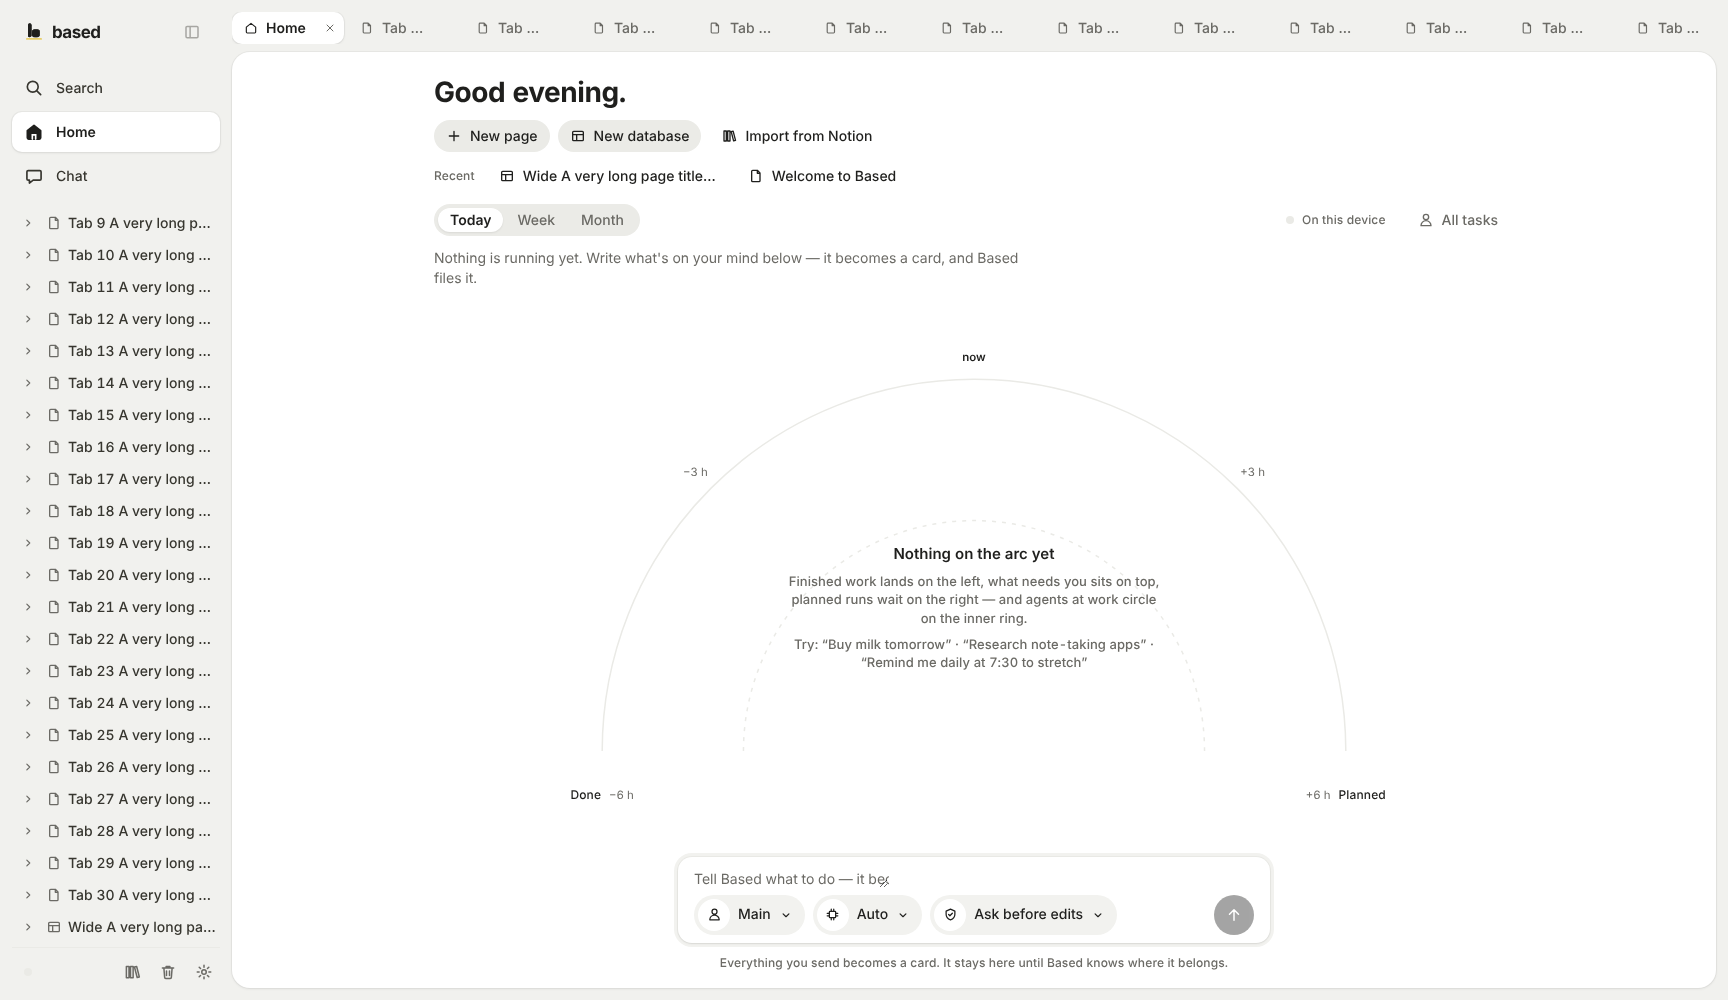 based
Home
Tab ...
Tab ...
Tab ...
Tab ...
Tab ...
Tab ...
Tab ...
Tab ...
Tab ...
Tab ...
Tab ...
Tab ...
Search
Home
Chat
Tab 9 A very long p...
Tab 10 A very long ...
Tab 11 A very long ...
Tab 12 A very long ...
Tab 13 A very long ...
Tab 14 A very long ...
Tab 15 A very long ...
Tab 16 A very long ...
Tab 17 A very long ...
Tab 18 A very long ...
Tab 19 A very long ...
Tab 20 A very long ...
Tab 21 A very long ...
Tab 22 A very long ...
Tab 23 A very long ...
Tab 24 A very long ...
Tab 25 A very long ...
Tab 26 A very long ...
Tab 27 A very long ...
Tab 28 A very long ...
Tab 29 A very long ...
Tab 30 A very long ...
Wide A very long pa...
Good evening.
New page
New database
Import from Notion
Recent
Wide A very long page title...
Welcome to Based
Today
Week
Month
On this device
All tasks
Nothing is running yet. Write what's on your mind below — it becomes a card, and Based
files it.
now
−3 h
+3 h
Nothing on the arc yet
Finished work lands on the left, what needs you sits on top,
planned runs wait on the right — and agents at work circle
on the inner ring.
Try: “Buy milk tomorrow” · “Research note-taking apps” ·
“Remind me daily at 7:30 to stretch”
Done −6 h
+6 h Planned
Tell Based what to do — it
Main
Auto
Ask before edits
Everything you send becomes a card. It stays here until Based knows where it belongs.